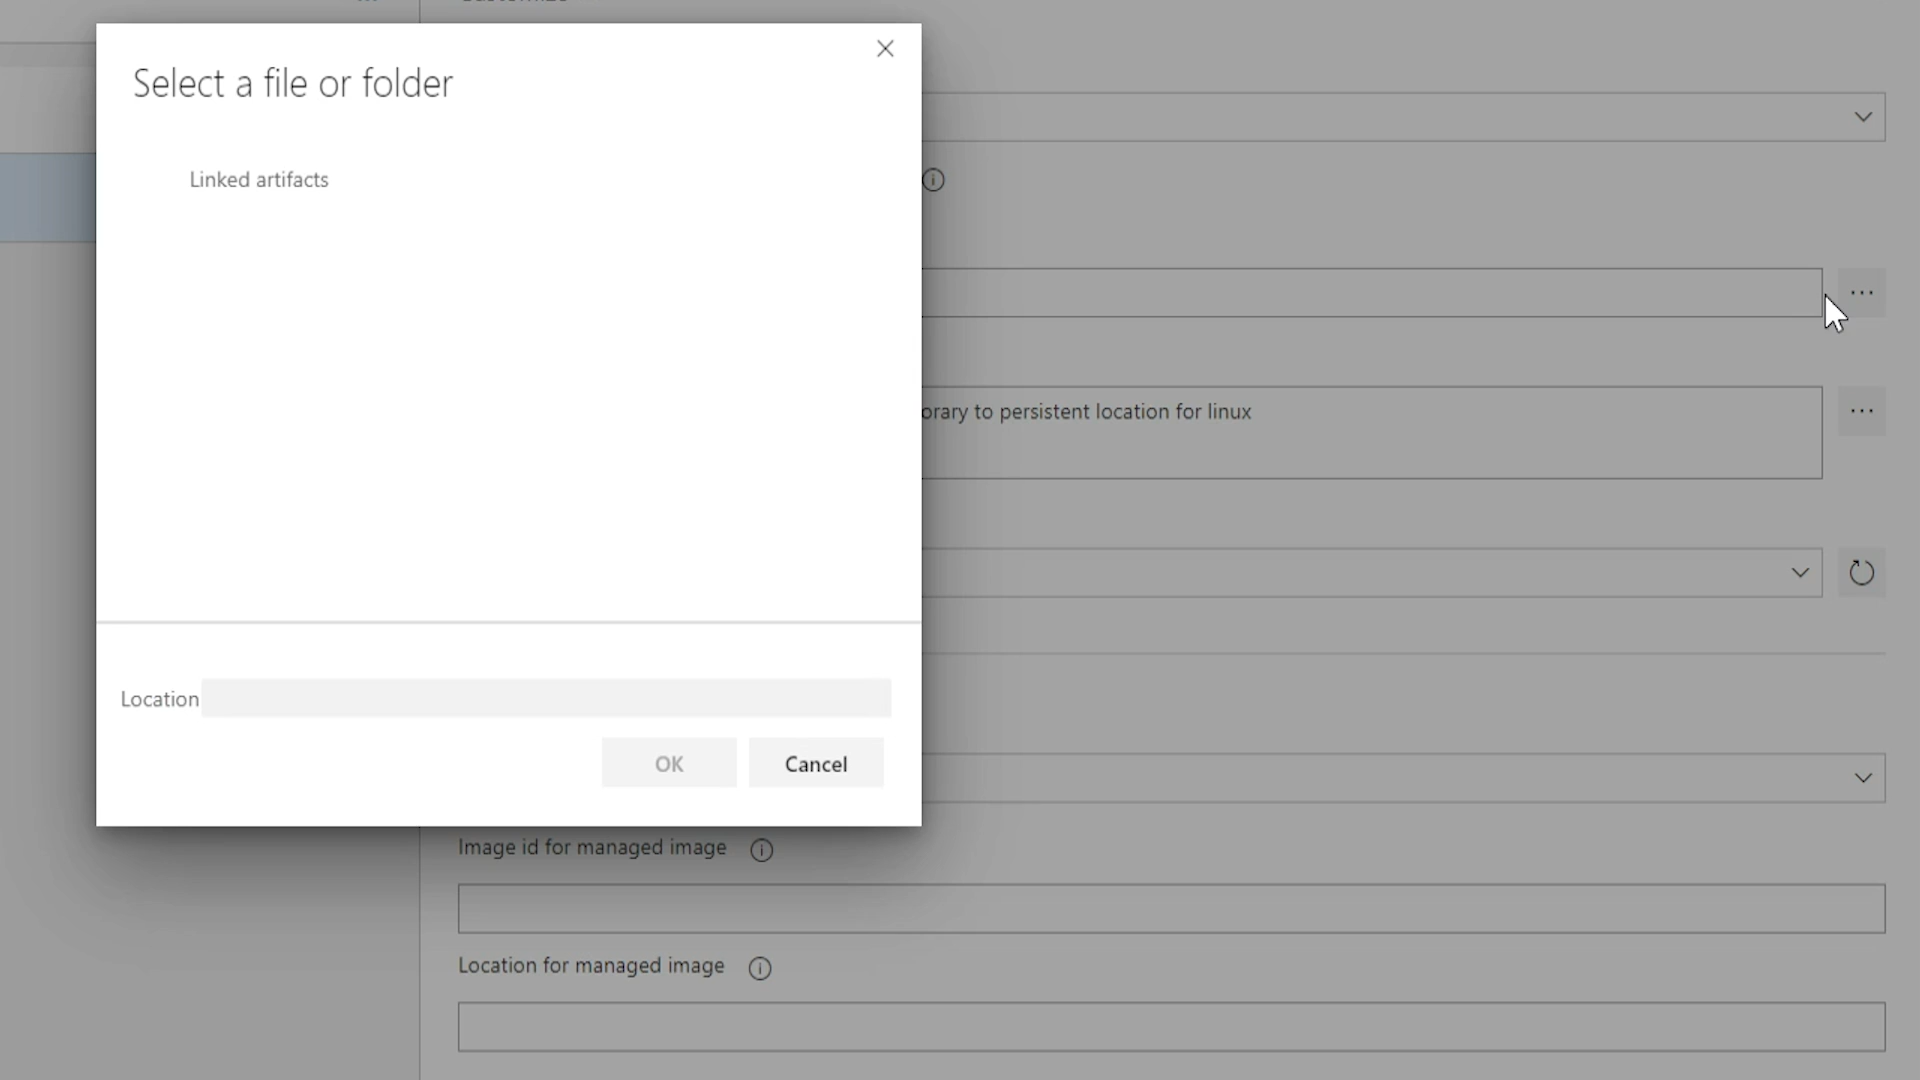 Select a file or folder
Linked artifacts
orary to persistent location for linux
Location
OK
Cancel
Image id for managed image
Location for managed image